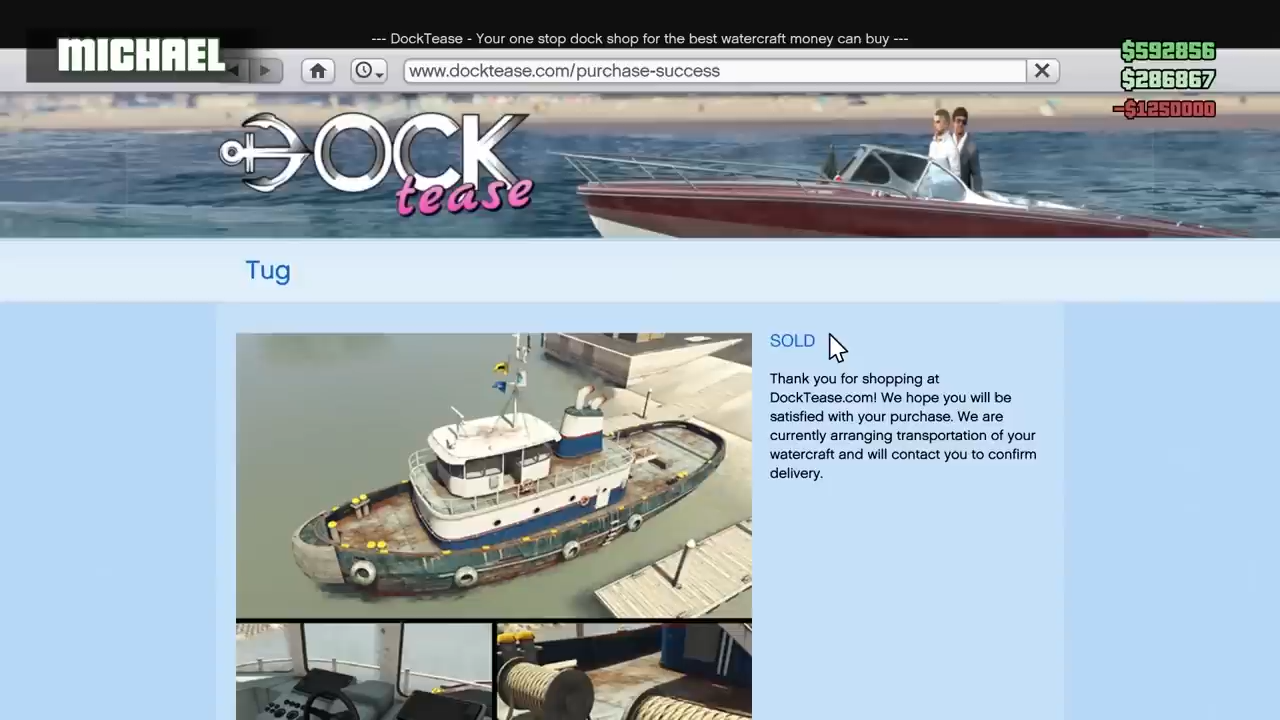 --- DockTease - Your one stop dock shop for the best watercraft money can buy ---
MICHAEL
$592856
www.docktease.com/purchase-success
$286867
-$1250000
DOCK
tease
Tug
SOLD
Thank you for shopping at
DockTease.com! We hope you will be
satisfied with your purchase. We are
currently arranging transportation of your
watercraft and will contact you to confirm
delivery.